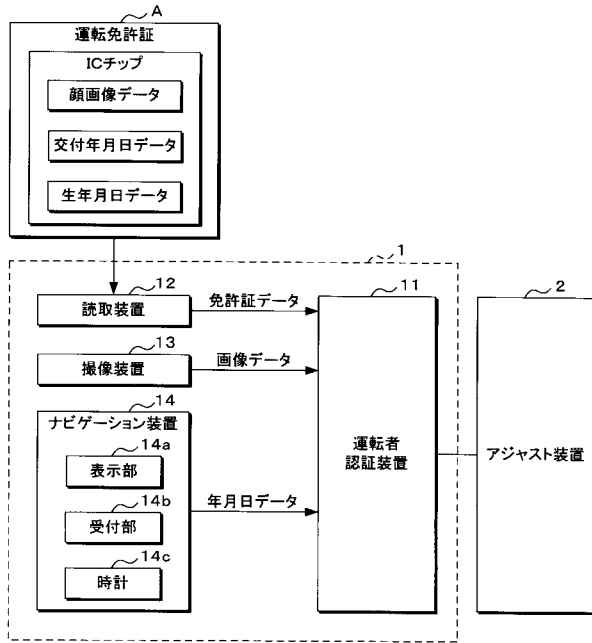 A
運転免許証
ICチップ
顔画像データ
交付年月日データ
生年月日データ
1
12
読取装置
免許証データ
11
2
13
撮像装置
画像データ
14
ナビゲーション装置
14a
表示部
運転者
認証装置
アジャスト装置
14b
受付部
年月日データ
14c
時計